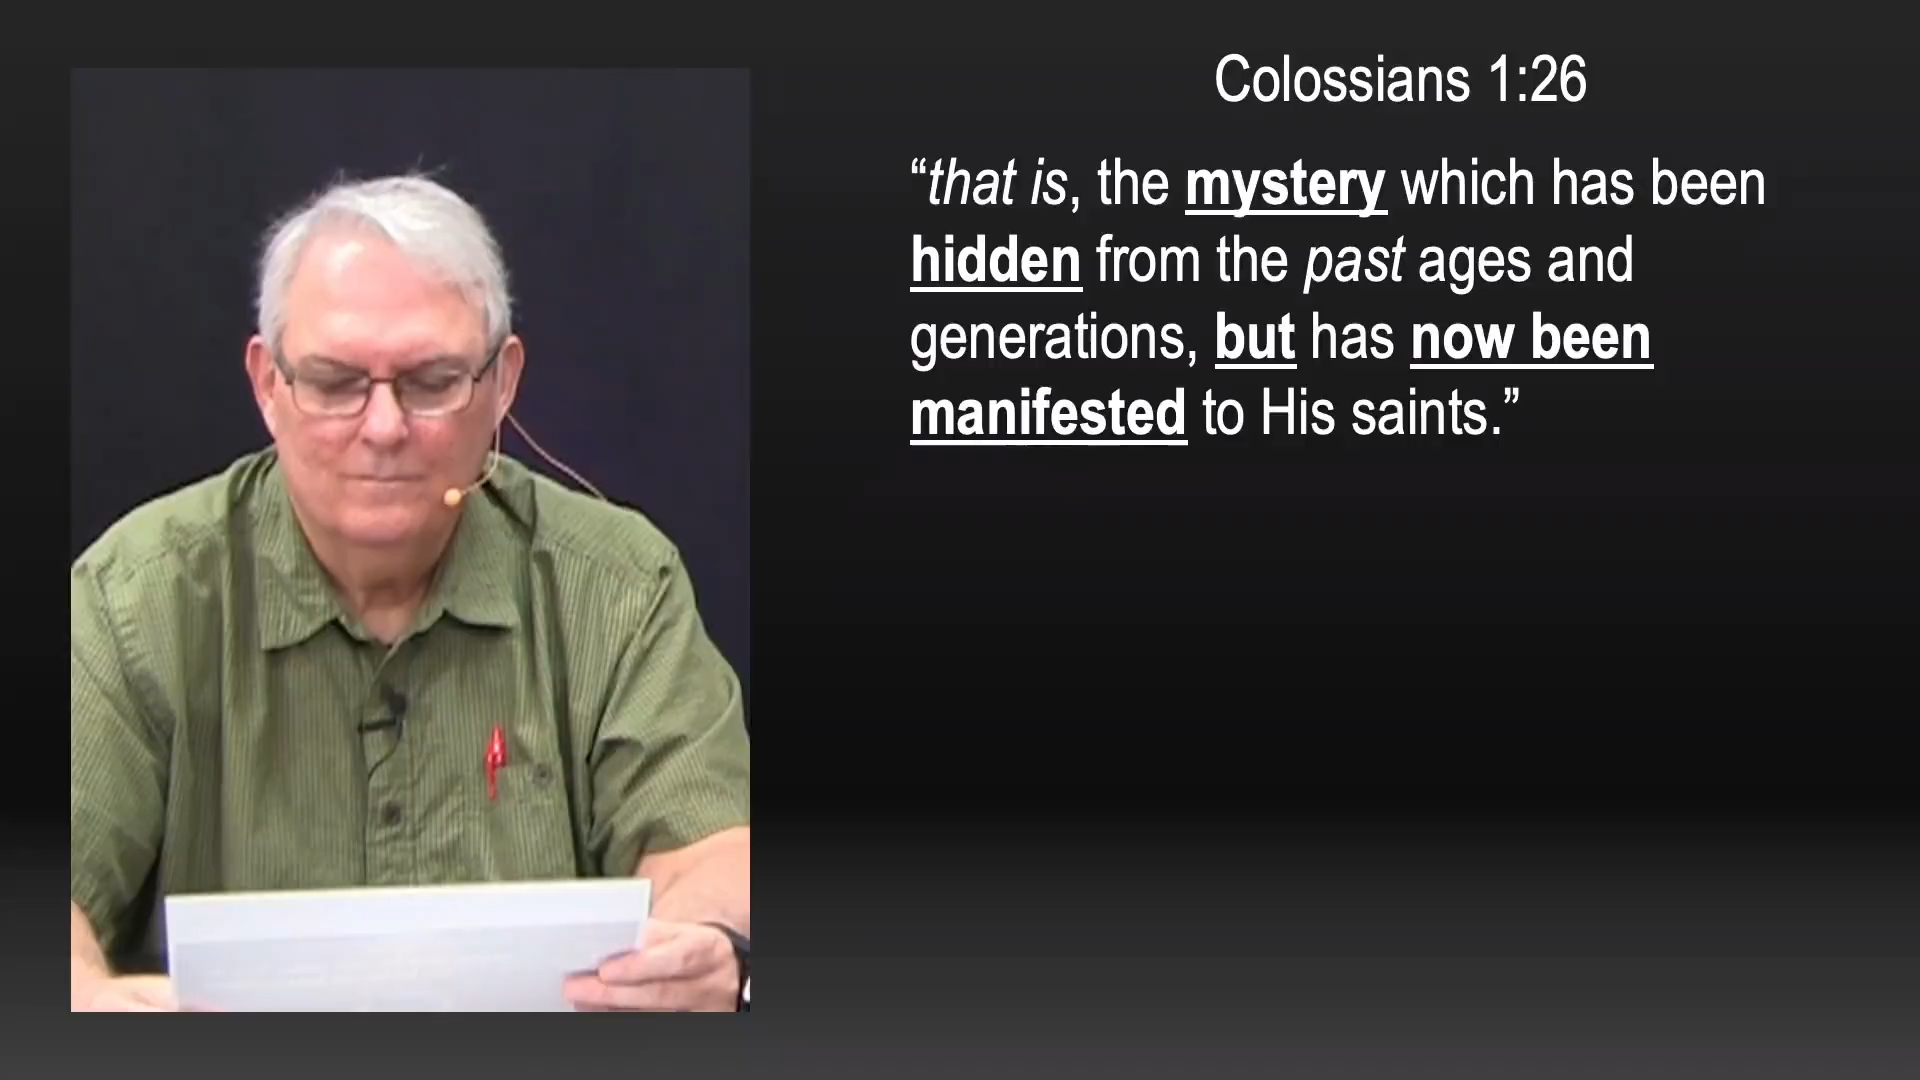 Colossians 1:26
“that is, the mystery which has been
hidden from the past ages and
generations, but has now been
manifested to His saints.”